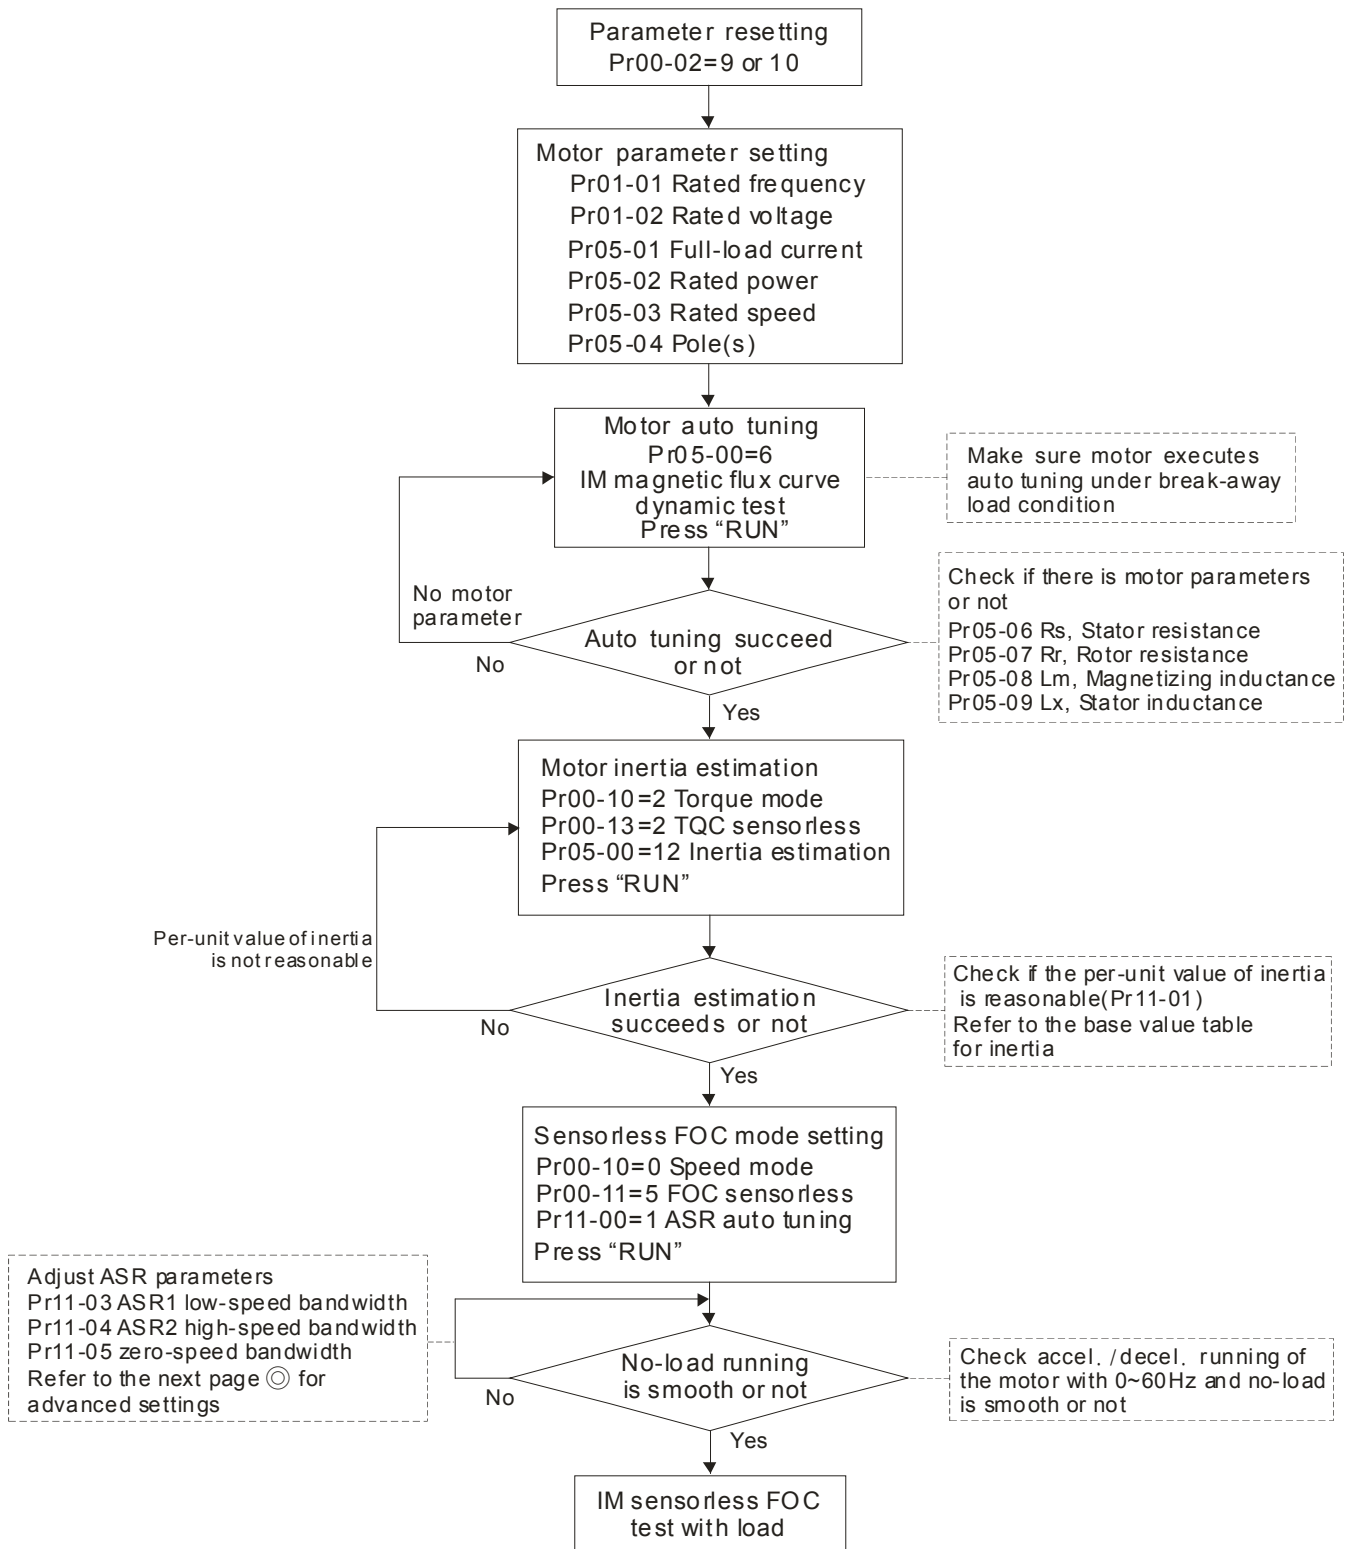 Parameter resetting
Pr00-02=9 or 10
Motor parameter setting
Pr01-01 Rated frequency
Pr01-02 Rated voltage
Pr05-01 Full-load current
Pr05-02 Rated power
Pr05-03 Rated speed
Pr05-04 Pole(s)
Motor auto tuning
Pr05-00=6
IM magnetic flux curve
dynamic test
Press “RUN”
Make sure motor executes
auto tuning under break-away
load condition
No motor
parameter
Auto tuning succeed
or not
No
Yes
Check if there is motor parameters
or not
Pr05-06 Rs, Stator resistance
Pr05-07 Rr, Rotor resistance
Pr05-08 Lm, Magnetizing inductance
Pr05-09 Lx, Stator inductance
Motor inertia estimation
Pr00-10=2 Torque mode
Pr00-13=2 TQC sensorless
Pr05-00=12 Inertia estimation
Press “RUN”
Per-unit value of inertia
is not reasonable
Inertia estimation
succeeds or not
No
Yes
Check if the per-unit value of inertia
is reasonable(Pr11-01)
Refer to the base value table
for inertia
Sensorless FOC mode setting
Pr00-10=0 Speed mode
Pr00-11=5 FOC sensorless
Pr11-00=1 ASR auto tuning
Press “RUN”
Adjust ASR parameters
Pr11-03 ASR1 low-speed bandwidth
Pr11-04 ASR2 high-speed bandwidth
Pr11-05 zero-speed bandwidth
Refer to the next page ◎ for
advanced settings
No-load running
is smooth or not
No
Yes
Check accel. /decel. running of
the motor with 0~60Hz and no-load
is smooth or not
IM sensorless FOC
test with load